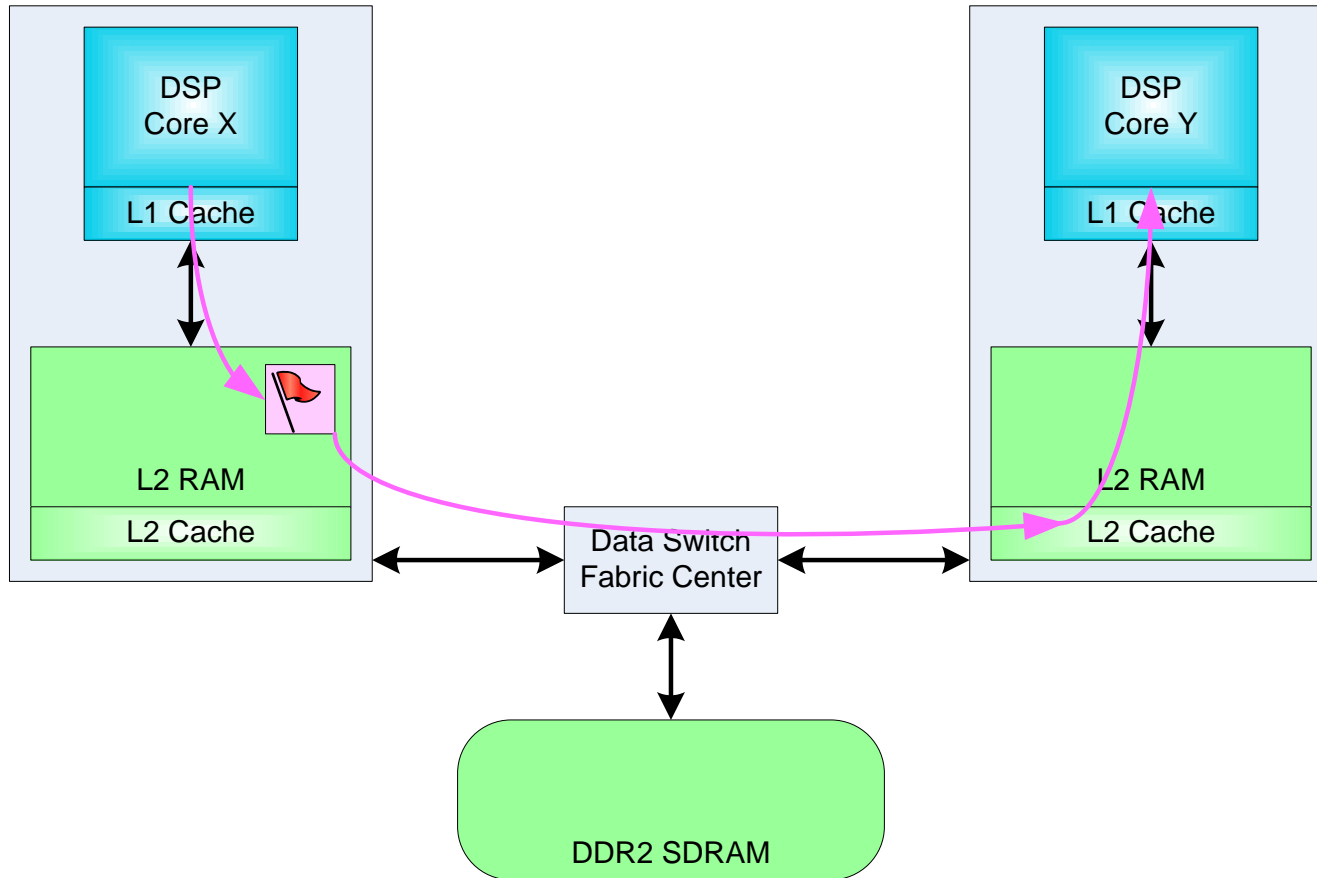 DSP
Core X
L1 Cache
L2 RAM
L2 Cache
DSP
Core Y
L1 Cache
L2 RAM
L2 Cache
Data Switch
Fabric Center
DDR2 SDRAM